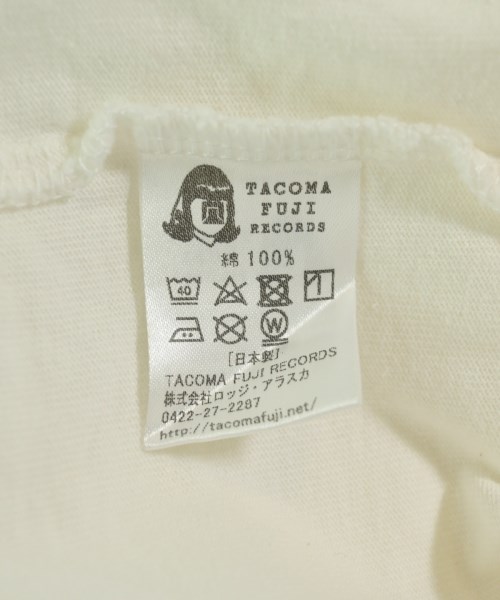 TACOMA
FUJI
RECORDS
綿 100%
40
W
[日本製]
TACOMA FUJI RECORDS
株式会社ロッジ・アラスカ
0422-27-2287
http://tacomafuji.net/